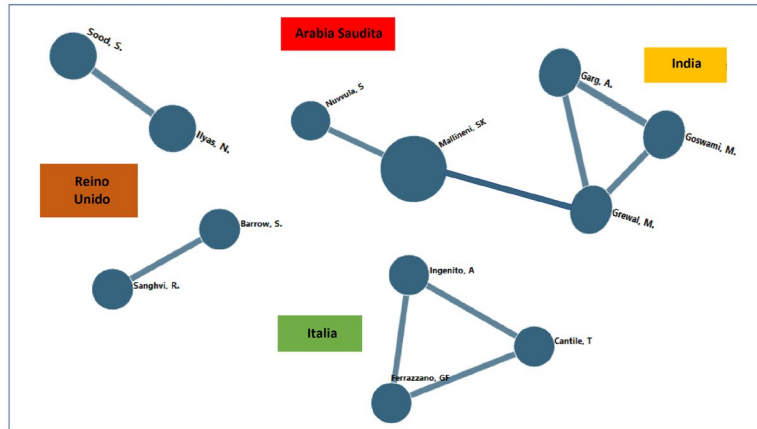 Sood, S.
Ilyas, N.
Arabia Saudita
Nuvvula, S
Mallineni, SK
India
Garg, A.
Goswami, M.
Grewal, M.
Reino
Unido
Barrow, S.
Sanghvi, R.
Italia
Ingenito, A
Cantile, T
Ferrazzano, GF